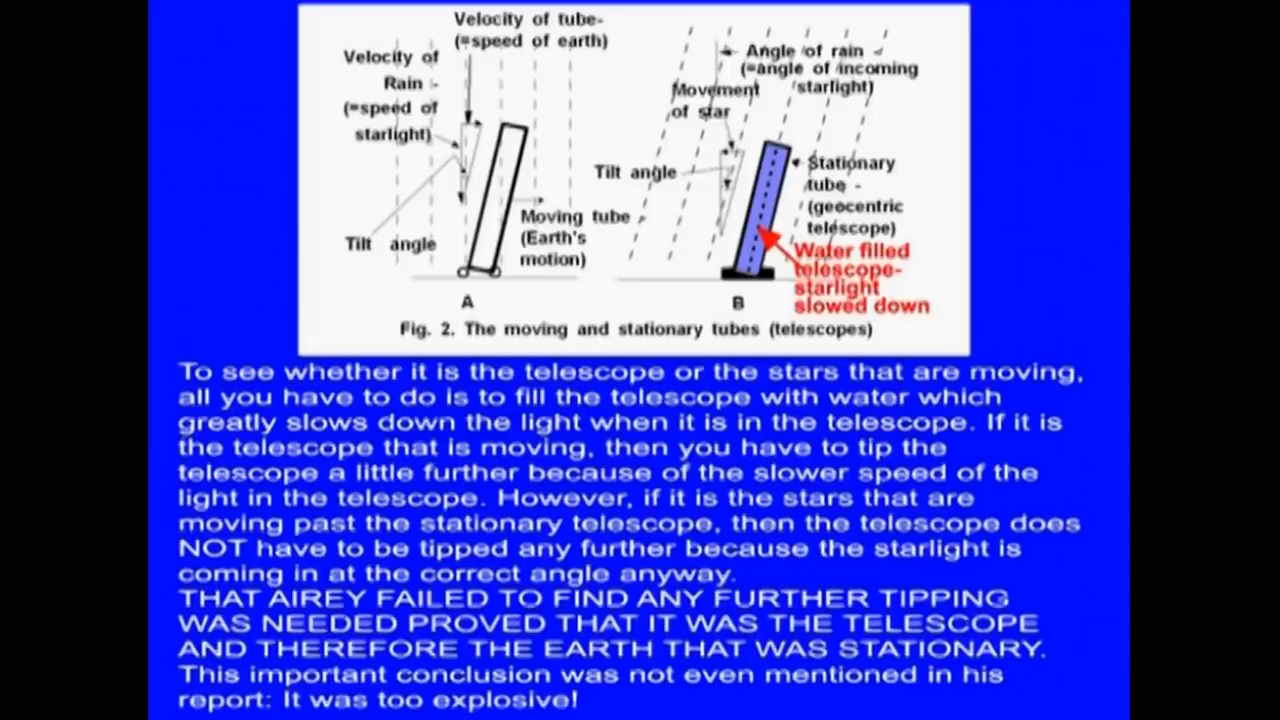 Velocity of tube-
(=speed of earth)
Velocity of
Rain -
(=speed of
starlight)
Tilt angle
Moving tube
(Earth's
motion)
A
Angle of rain
(=angle of incoming
starlight)
Movement
of star
Tilt angle
Stationary
tube -
(geocentric
telescope)
Water filled
telescope-
starlight
slowed down
B
Fig. 2. The moving and stationary tubes (telescopes)
To see whether it is the telescope or the stars that are moving,
all you have to do is to fill the telescope with water which
greatly slows down the light when it is in the telescope. If it is
the telescope that is moving, then you have to tip the
telescope a little further because of the slower speed of the
light in the telescope. However, if it is the stars that are
moving past the stationary telescope, then the telescope does
NOT have to be tipped any further because the starlight is
coming in at the correct angle anyway.
THAT AIREY FAILED TO FIND ANY FURTHER TIPPING
WAS NEEDED PROVED THAT IT WAS THE TELESCOPE
AND THEREFORE THE EARTH THAT WAS STATIONARY.
This important conclusion was not even mentioned in his
report: It was too explosive!